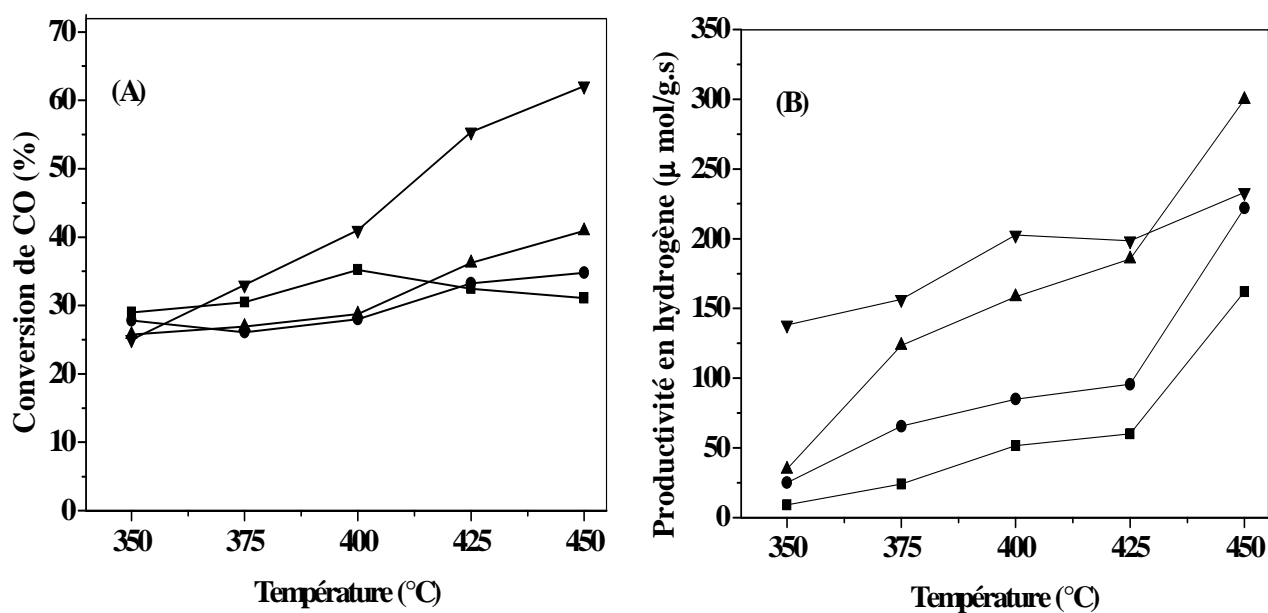 (A)
Conversion de CO (%)
70
60
50
40
30
20
10
0
350 375 400 425 450
Température (°C)
(B)
Productivité en hydrogène (µ mol/g.s)
350
300
250
200
150
100
50
0
350 375 400 425 450
Température (°C)